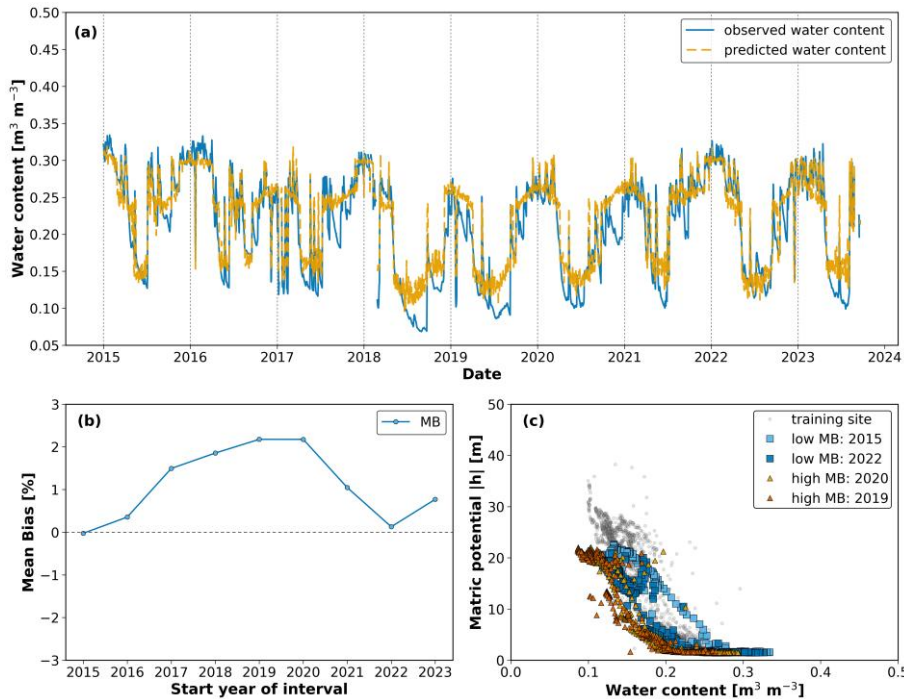 (a)
observed water content
predicted water content
Water content [m³ m⁻³]
0.50
0.45
0.40
0.35
0.30
0.25
0.20
0.15
0.10
0.05
2015 2016 2017 2018 2019 2020 2021 2022 2023 2024
Date
(b)
MB
Mean Bias [%]
3
2
1
0
−1
−2
−3
2015 2016 2017 2018 2019 2020 2021 2022 2023
Start year of interval
(c)
training site
low MB: 2015
low MB: 2022
high MB: 2020
high MB: 2019
Matric potential |h| [m]
50
40
30
20
10
0
0.0 0.1 0.2 0.3 0.4 0.5
Water content [m³ m⁻³]